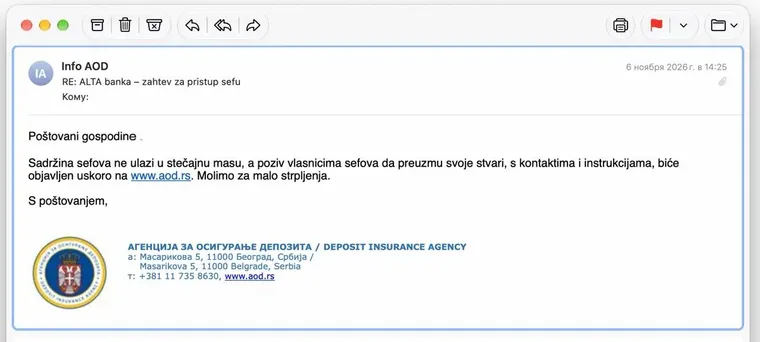 IA
Info AOD
6 ноября 2026 г. в 14:25
RE: ALTA banka – zahtev za pristup sefu
Кому:
Poštovani gospodine
Sadržina sefova ne ulazi u stečajnu masu, a poziv vlasnicima sefova da preuzmu svoje stvari, s kontaktima i instrukcijama, biće
objavljen uskoro na www.aod.rs. Molimo za malo strpljenja.
S poštovanjem,
АГЕНЦИЈА ЗА ОСИГУРАЊЕ ДЕПОЗИТА / DEPOSIT INSURANCE AGENCY
а: Масарикова 5, 11000 Београд, Србија /
Masarikova 5, 11000 Belgrade, Serbia
т: +381 11 735 8630, www.aod.rs